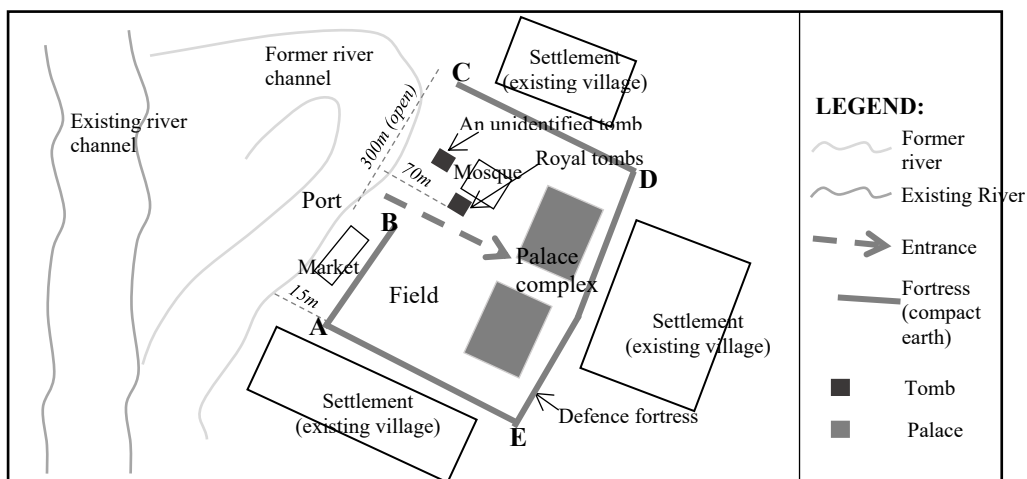 Former river
channel
Existing river
channel
C
Settlement
(existing village)
300m (open)
An unidentified tomb
Royal tombs
70m
Mosque
D
Port
B
Palace
complex
Market
Field
15m
A
Settlement
(existing village)
Settlement
(existing village)
Defence fortress
E
LEGEND:
Former
river
Existing River
Entrance
Fortress
(compact
earth)
Tomb
Palace